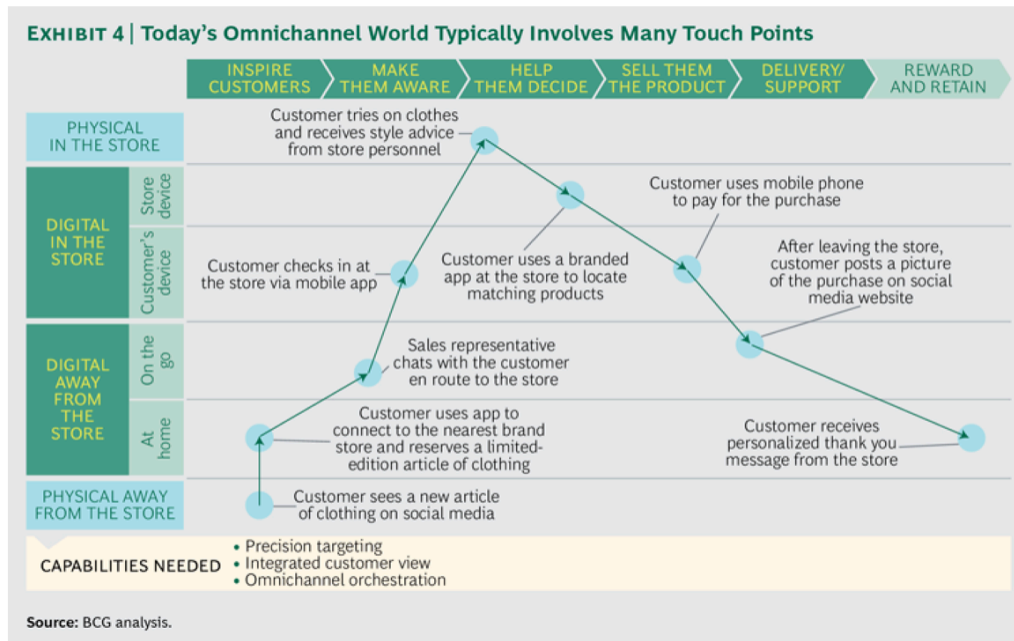 EXHIBIT 4 | Today's Omnichannel World Typically Involves Many Touch Points
INSPIRE
CUSTOMERS
MAKE
THEM AWARE
HELP
THEM DECIDE
SELL THEM
THE PRODUCT
DELIVERY/
SUPPORT
REWARD
AND RETAIN
PHYSICAL
IN THE STORE
Customer tries on clothes
and receives style advice
from store personnel
DIGITAL
IN THE
STORE
Store
device
Customer's
device
Customer uses mobile phone
to pay for the purchase
Customer checks in at
the store via mobile app
Customer uses a branded
app at the store to locate
matching products
After leaving the store,
customer posts a picture
of the purchase on social
media website
DIGITAL
AWAY
FROM
THE
STORE
On the
go
At
home
Sales representative
chats with the customer
en route to the store
Customer uses app to
connect to the nearest brand
store and reserves a limited-
edition article of clothing
Customer receives
personalized thank you
message from the store
PHYSICAL AWAY
FROM THE STORE
Customer sees a new article
of clothing on social media
CAPABILITIES NEEDED
• Precision targeting
• Integrated customer view
• Omnichannel orchestration
Source: BCG analysis.